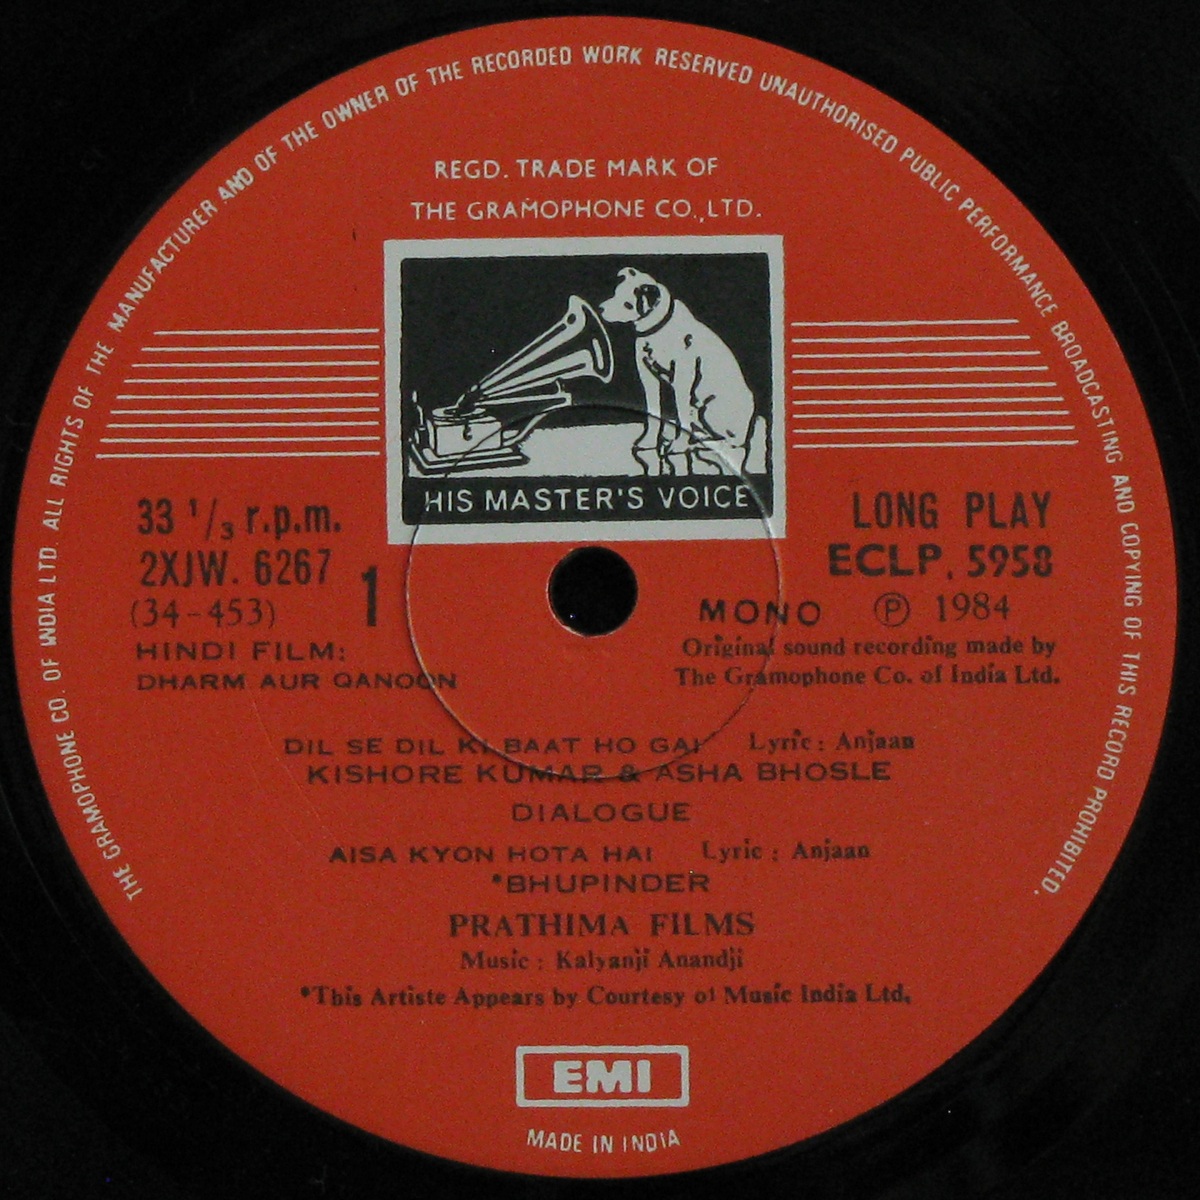 THE GRAMOPHONE CO. OF INDIA LTD. ALL RIGHTS OF THE MANUFACTURER AND OF THE OWNER OF THE RECORDED WORK RESERVED UNAUTHORISED PUBLIC PERFORMANCE BROADCASTING AND COPYING OF THIS RECORD PROHIBITED.
REGD. TRADE MARK OF
THE GRAMOPHONE CO., LTD.
HIS MASTER'S VOICE
33 1/3 r.p.m.
2XJW. 6267
1
(34-453)
HINDI FILM:
DHARM AUR QANOON
LONG PLAY
ECLP. 5958
MONO ℗ 1984
Original sound recording made by
The Gramophone Co. of India Ltd.
DIL SE DIL KI BAAT HO GAI Lyric : Anjaan
KISHORE KUMAR & ASHA BHOSLE
DIALOGUE
AISA KYON HOTA HAI Lyric : Anjaan
*BHUPINDER
PRATHIMA FILMS
Music : Kalyanji Anandji
*This Artiste Appears by Courtesy of Music India Ltd.
EMI
MADE IN INDIA